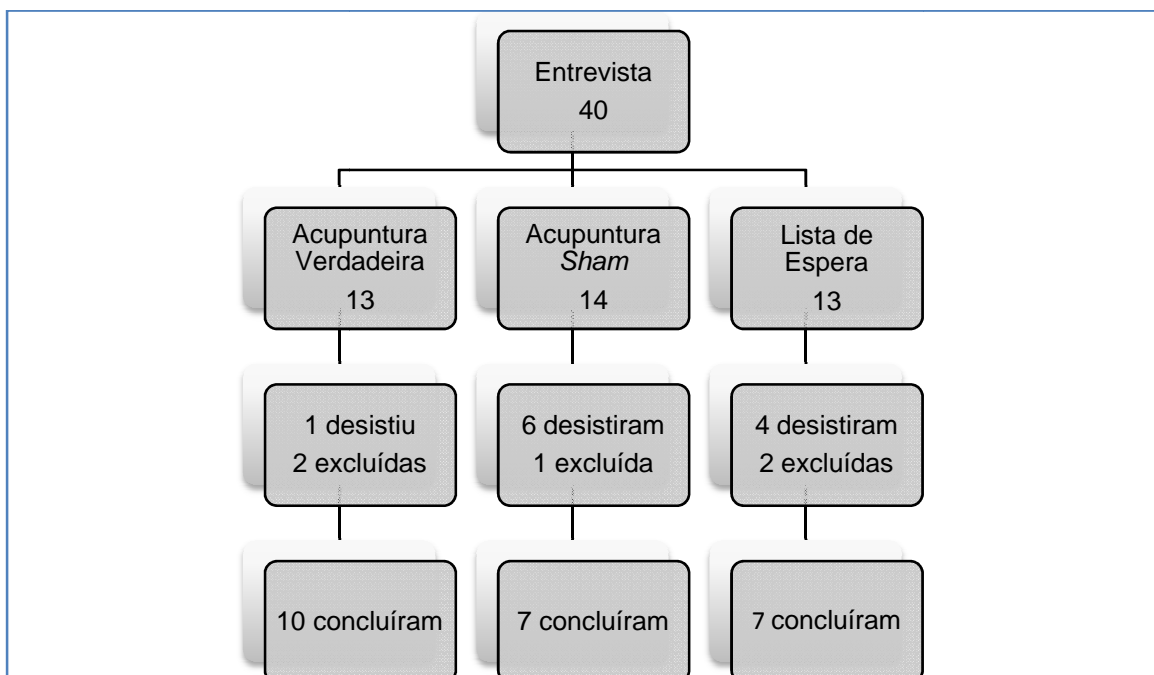 Entrevista
40
Acupuntura
Verdadeira
13
Acupuntura
Sham
14
Lista de
Espera
13
1 desistiu
2 excluídas
6 desistiram
1 excluída
4 desistiram
2 excluídas
10 concluíram
7 concluíram
7 concluíram